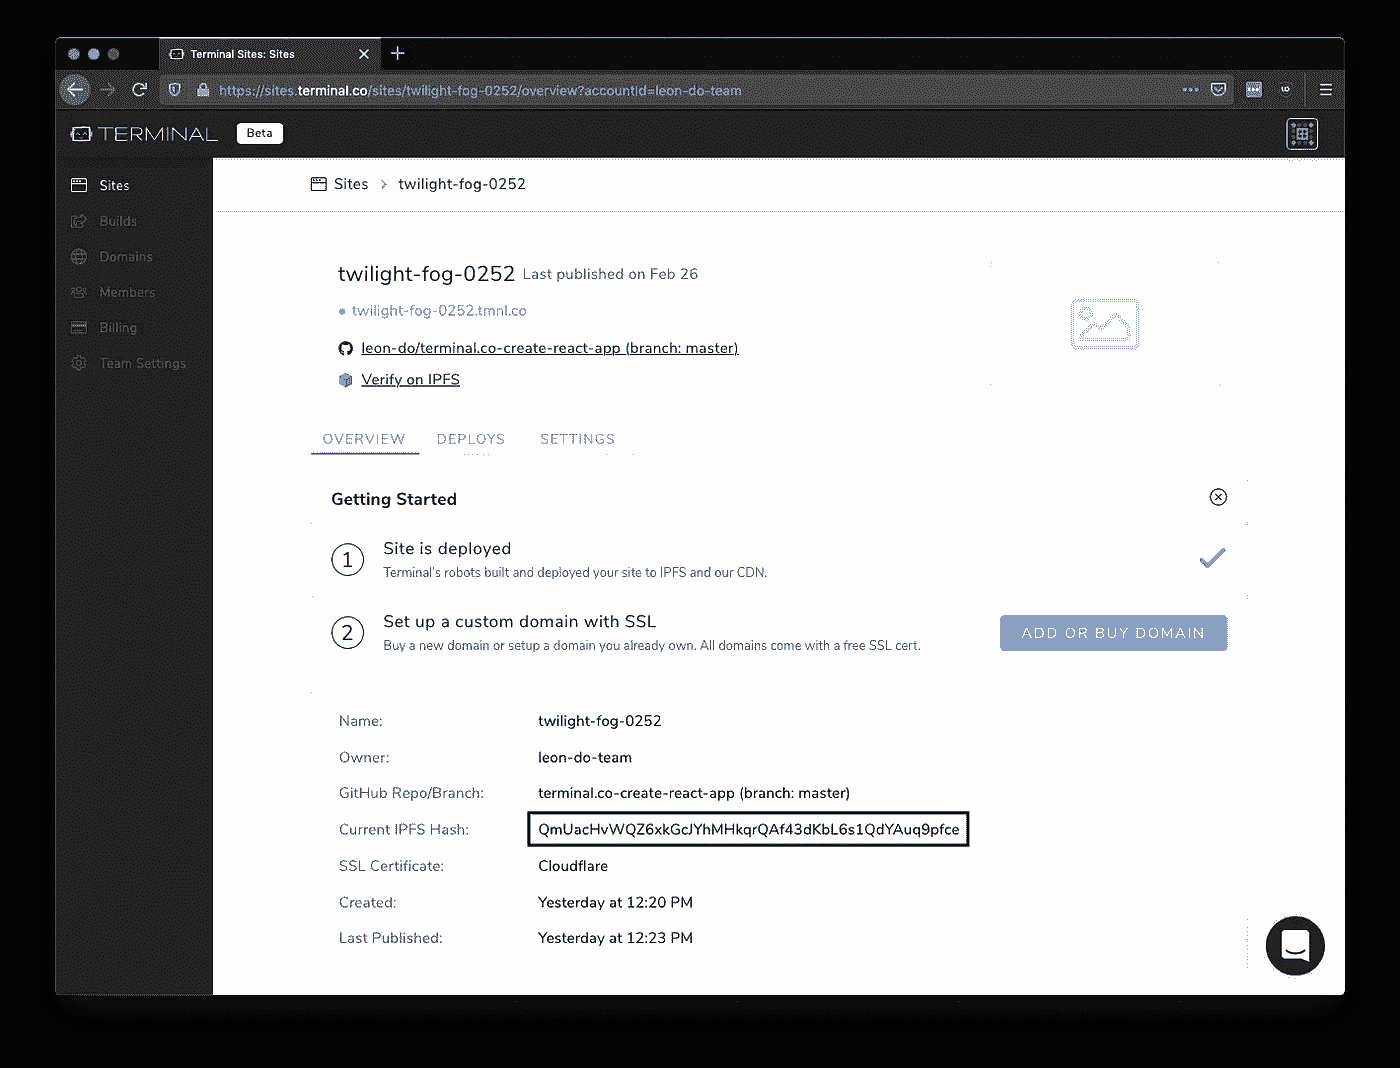 Terminal Sites: Sites
https://sites.terminal.co/sites/twilight-fog-0252/overview?accountId=leon-do-team
TERMINAL Beta
Sites
Builds
Domains
Members
Billing
Team Settings
Sites > twilight-fog-0252
twilight-fog-0252 Last published on Feb 26
twilight-fog-0252.tmnl.co
leon-do/terminal.co-create-react-app (branch: master)
Verify on IPFS
OVERVIEW DEPLOYS SETTINGS
Getting Started
1 Site is deployed
Terminal's robots built and deployed your site to IPFS and our CDN.
2 Set up a custom domain with SSL
Buy a new domain or setup a domain you already own. All domains come with a free SSL cert.
ADD OR BUY DOMAIN
Name: twilight-fog-0252
Owner: leon-do-team
GitHub Repo/Branch: terminal.co-create-react-app (branch: master)
Current IPFS Hash: QmUacHvWQZ6xkGcJYhMHkqrQAf43dKbL6s1QdYAuq9pfce
SSL Certificate: Cloudflare
Created: Yesterday at 12:20 PM
Last Published: Yesterday at 12:23 PM